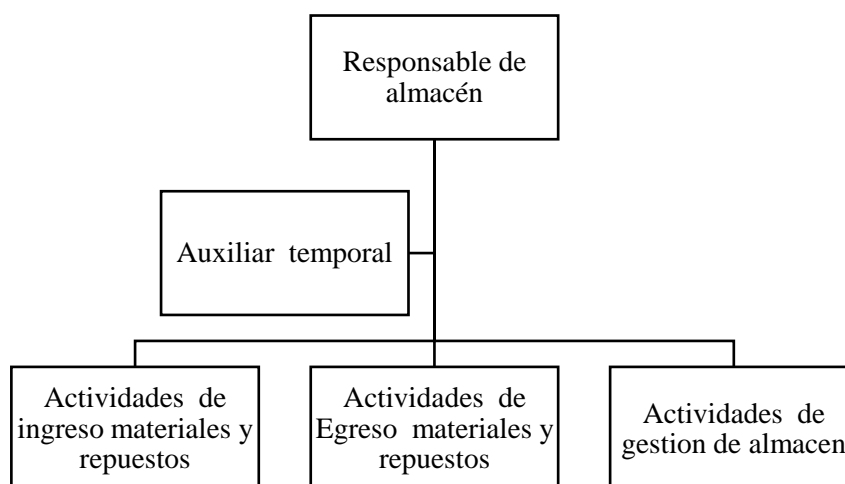 Responsable de
almacén
Auxiliar temporal
Actividades de
ingreso materiales y
repuestos
Actividades de
Egreso materiales y
repuestos
Actividades de
gestion de almacen